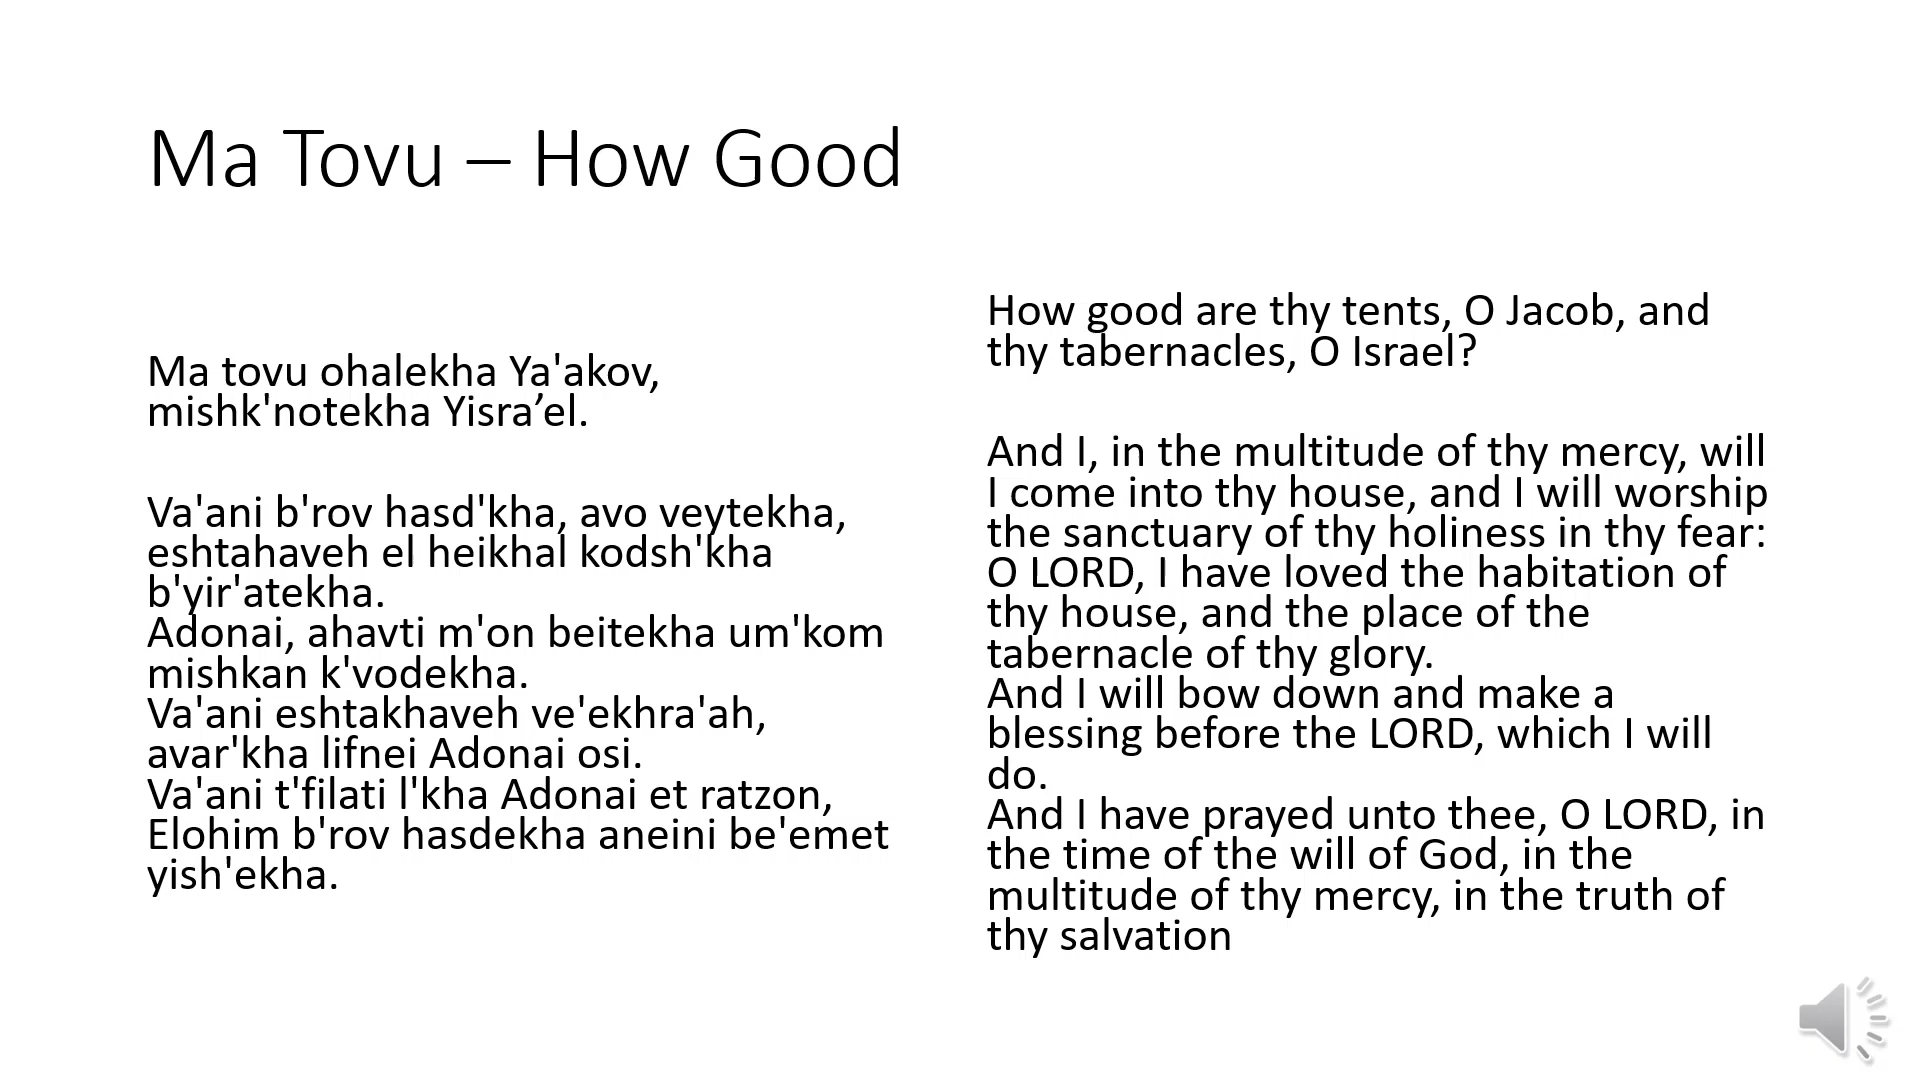 Ma Tovu – How Good
Ma tovu ohalekha Ya'akov,
mishk'notekha Yisra’el.
Va'ani b'rov hasd'kha, avo veytekha,
eshtahaveh el heikhal kodsh'kha
b'yir'atekha.
Adonai, ahavti m'on beitekha um'kom
mishkan k'vodekha.
Va'ani eshtakhaveh ve'ekhra'ah,
avar'kha lifnei Adonai osi.
Va'ani t'filati l'kha Adonai et ratzon,
Elohim b'rov hasdekha aneini be'emet
yish'ekha.
How good are thy tents, O Jacob, and
thy tabernacles, O Israel?
And I, in the multitude of thy mercy, will
I come into thy house, and I will worship
the sanctuary of thy holiness in thy fear:
O LORD, I have loved the habitation of
thy house, and the place of the
tabernacle of thy glory.
And I will bow down and make a
blessing before the LORD, which I will
do.
And I have prayed unto thee, O LORD, in
the time of the will of God, in the
multitude of thy mercy, in the truth of
thy salvation